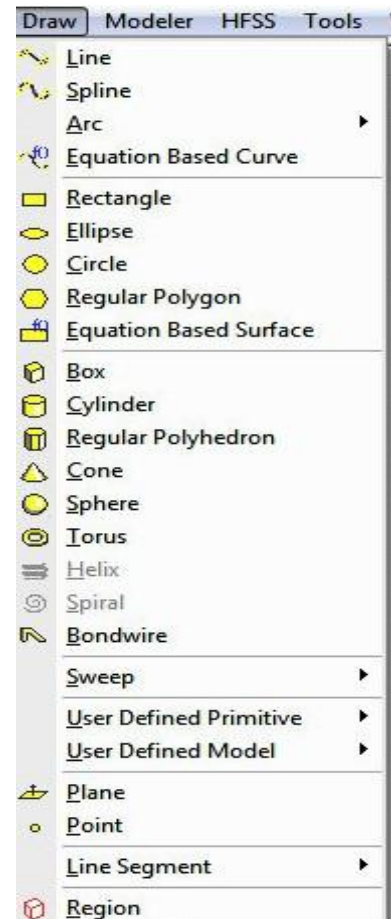 Draw Modeler HFSS Tools
Line
Spline
Arc
Equation Based Curve
Rectangle
Ellipse
Circle
Regular Polygon
Equation Based Surface
Box
Cylinder
Regular Polyhedron
Cone
Sphere
Torus
Helix
Spiral
Bondwire
Sweep
User Defined Primitive
User Defined Model
Plane
Point
Line Segment
Region